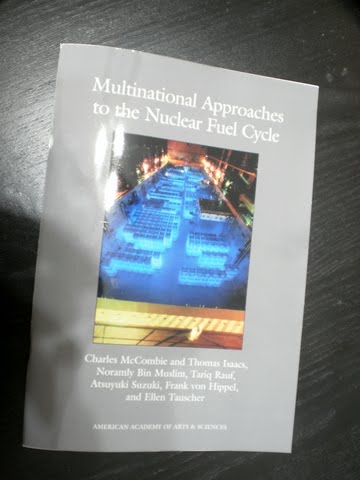 Multinational Approaches
to the Nuclear Fuel Cycle
Charles McCombie and Thomas Isaacs,
Noramly Bin Muslim, Tariq Rauf,
Atsuyuki Suzuki, Frank von Hippel,
and Ellen Tauscher
AMERICAN ACADEMY OF ARTS & SCIENCES